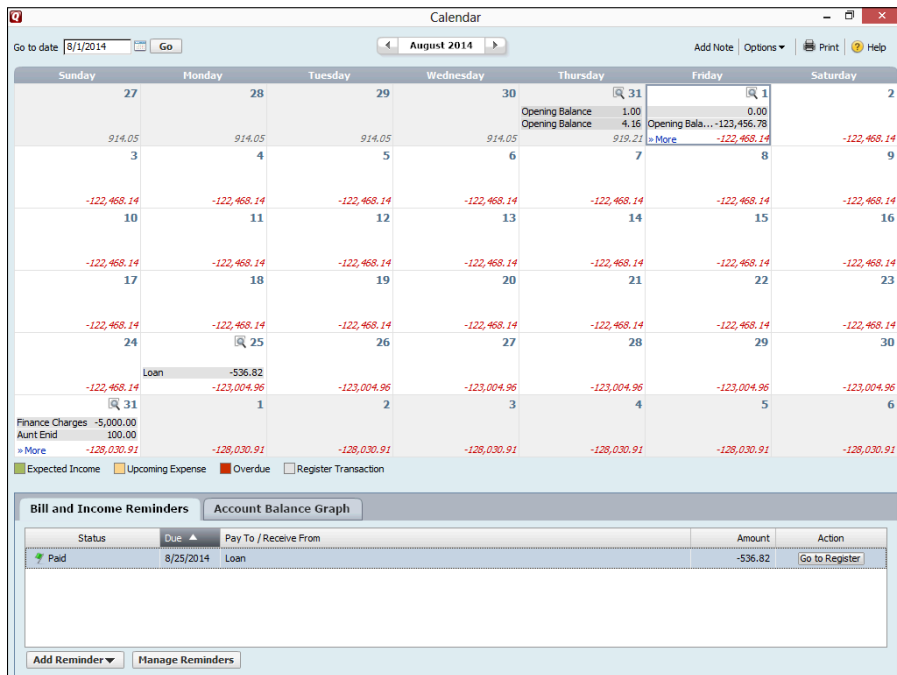 Calendar
Go to date 8/1/2014 Go August 2014 Add Note Options Print Help
Sunday Monday Tuesday Wednesday Thursday Friday Saturday
27 28 29 30 31 1 2
Opening Balance 1.00 0.00
Opening Balance 4.16 Opening Bala... -123,456.78
914.05 914.05 914.05 914.05 919.21 » More -122,468.14 -122,468.14
3 4 5 6 7 8 9
-122,468.14 -122,468.14 -122,468.14 -122,468.14 -122,468.14 -122,468.14 -122,468.14
10 11 12 13 14 15 16
-122,468.14 -122,468.14 -122,468.14 -122,468.14 -122,468.14 -122,468.14 -122,468.14
17 18 19 20 21 22 23
-122,468.14 -122,468.14 -122,468.14 -122,468.14 -122,468.14 -122,468.14 -122,468.14
24 25 26 27 28 29 30
Loan -536.82
-122,468.14 -123,004.96 -123,004.96 -123,004.96 -123,004.96 -123,004.96 -123,004.96
31 1 2 3 4 5 6
Finance Charges -5,000.00
Aunt Enid 100.00
» More -128,030.91 -128,030.91 -128,030.91 -128,030.91 -128,030.91 -128,030.91 -128,030.91
Expected Income Upcoming Expense Overdue Register Transaction
Bill and Income Reminders Account Balance Graph
Status Due Pay To / Receive From Amount Action
Paid 8/25/2014 Loan -536.82 Go to Register
Add Reminder Manage Reminders